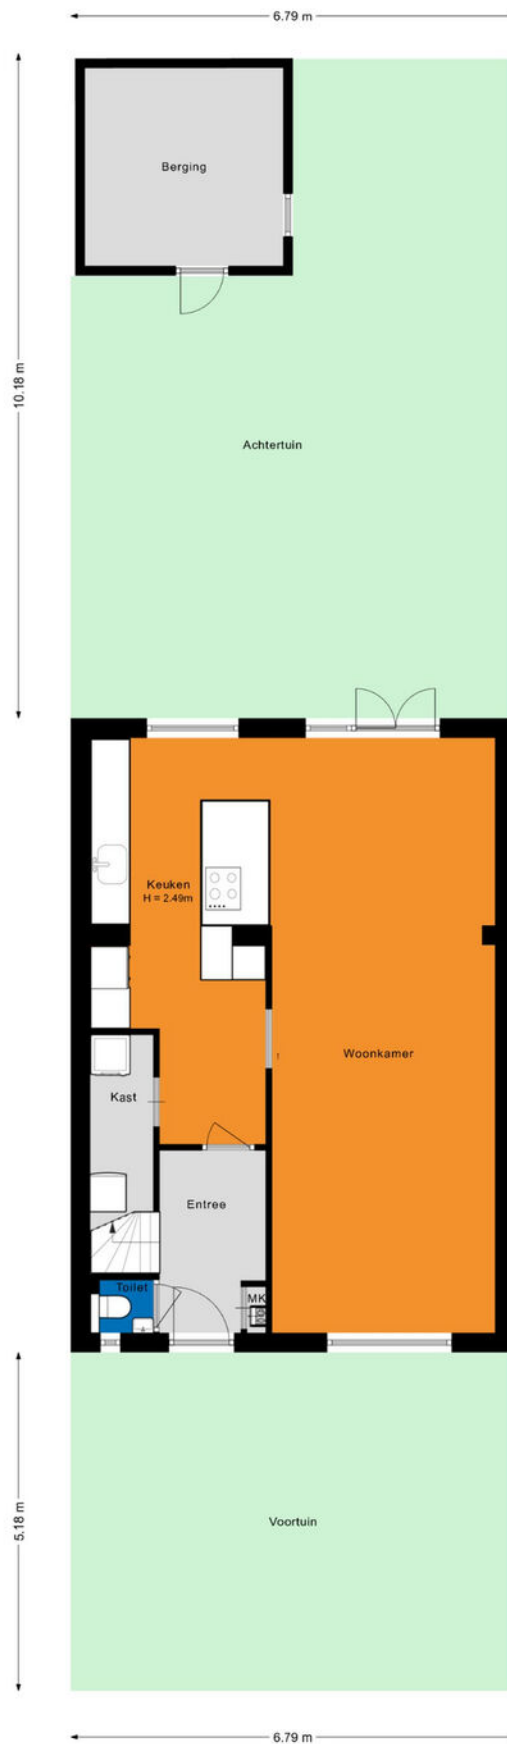 6.79 m
Berging
10.18 m
Achtertuin
Keuken
H = 2.49m
Woonkamer
Kast
Entree
Toilet
MK
5.18 m
Voortuin
6.79 m